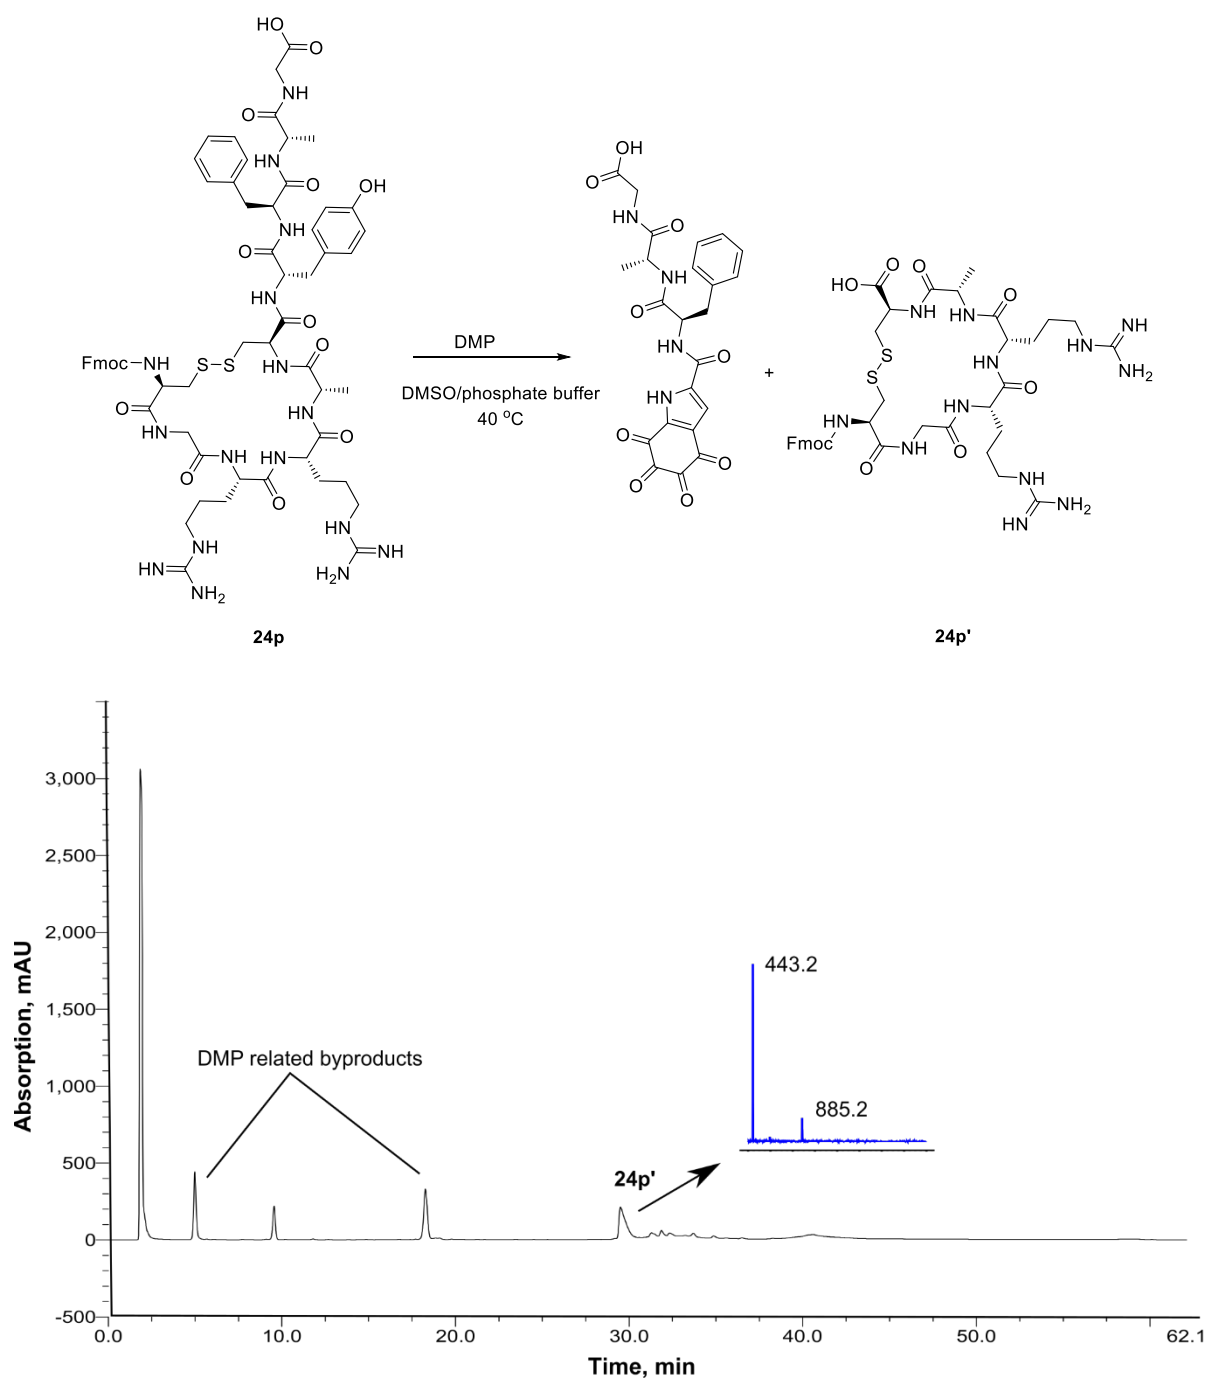 HO
O
NH
O
HN
O
OH
NH
O
HN
O
Fmoc
NH
S
S
NH
O
O
HN
HN
O
O
NH
HN
O
O
HN
NH
NH
HN
NH2
H2N
24p
DMP
DMSO/phosphate buffer
40 oC
OH
O
HN
O
NH
O
HN
O
HN
O
O
O
O
+
O
HO
O
NH
HN
O
NH
HN
NH2
S
S
NH
O
HN
HN
Fmoc
O
NH
O
NH
HN
NH2
24p'
3,000
2,500
2,000
1,500
1,000
500
0
-500
Absorption, mAU
443.2
885.2
DMP related byproducts
24p'
0.0 10.0 20.0 30.0 40.0 50.0 62.1
Time, min